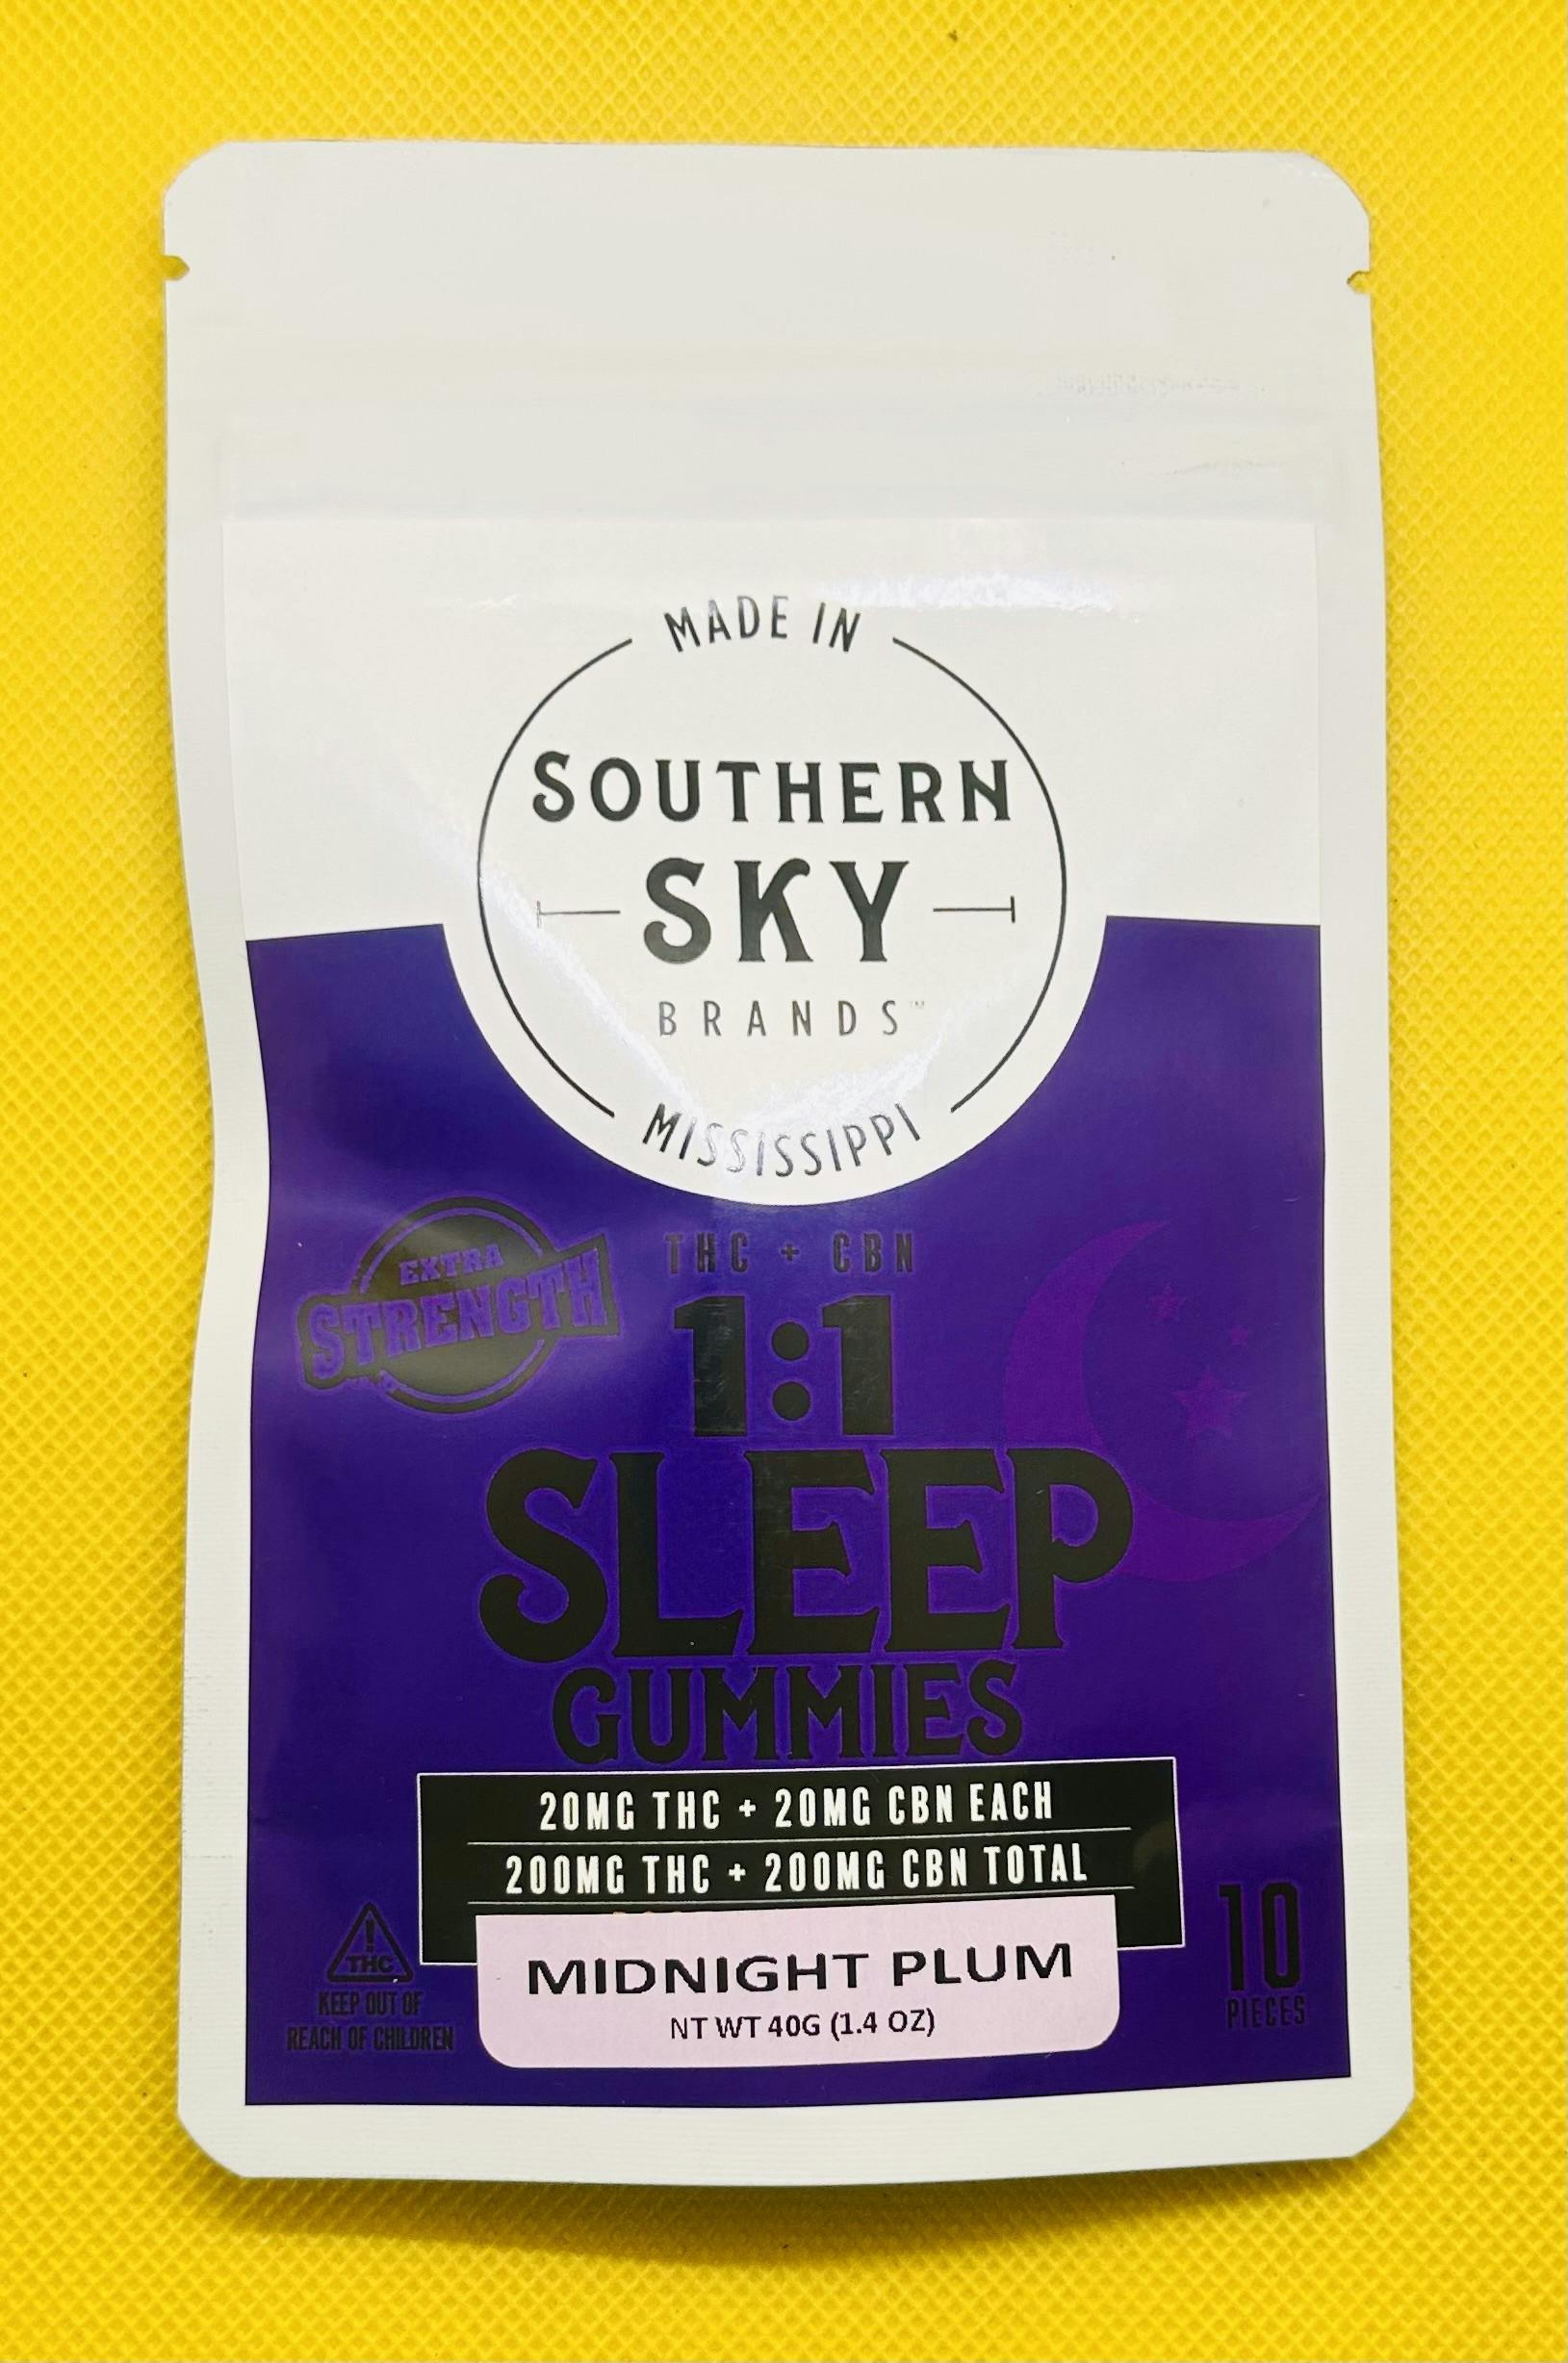 MADE IN
SOUTHERN
SKY
BRANDS™
MISSISSIPPI
EXTRA
STRENGTH
THC + CBN
1:1
SLEEP
GUMMIES
20MG THC + 20MG CBN EACH
200MG THC + 200MG CBN TOTAL
MIDNIGHT PLUM
NT WT 40G (1.4 OZ)
!
THC
KEEP OUT OF
REACH OF CHILDREN
10
PIECES